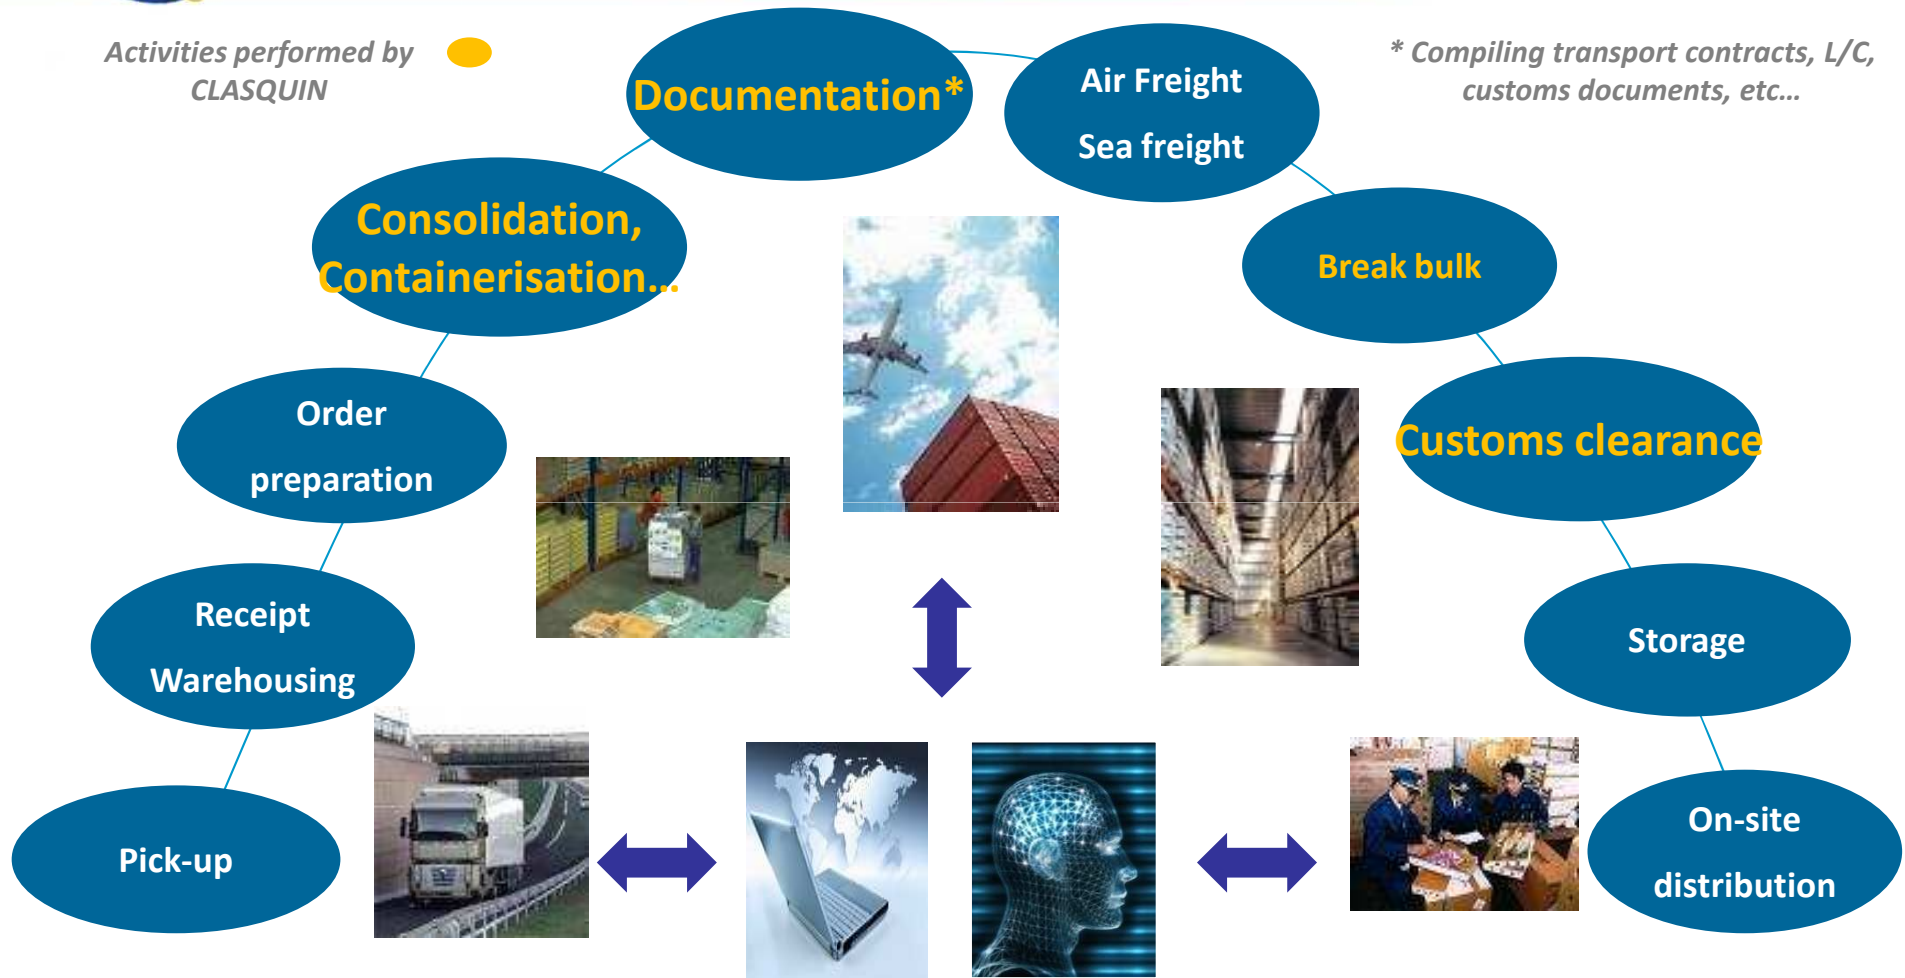 Activities performed by
CLASQUIN
* Compiling transport contracts, L/C,
customs documents, etc...
Documentation*
Air Freight
Sea freight
Consolidation,
Containerisation...
Break bulk
Order
preparation
Customs clearance
Receipt
Warehousing
Storage
Pick-up
On-site
distribution